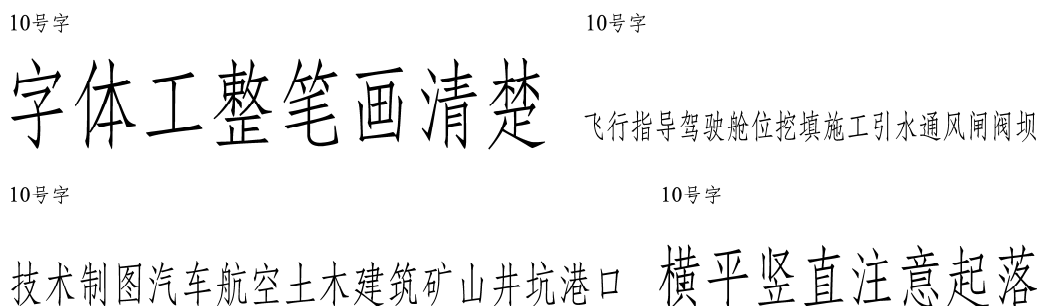 10号字
字体工整笔画清楚
10号字
飞行指导驾驶舱位挖填施工引水通风闸阀坝
10号字
技术制图汽车航空土木建筑矿山井坑港口
10号字
横平竖直注意起落